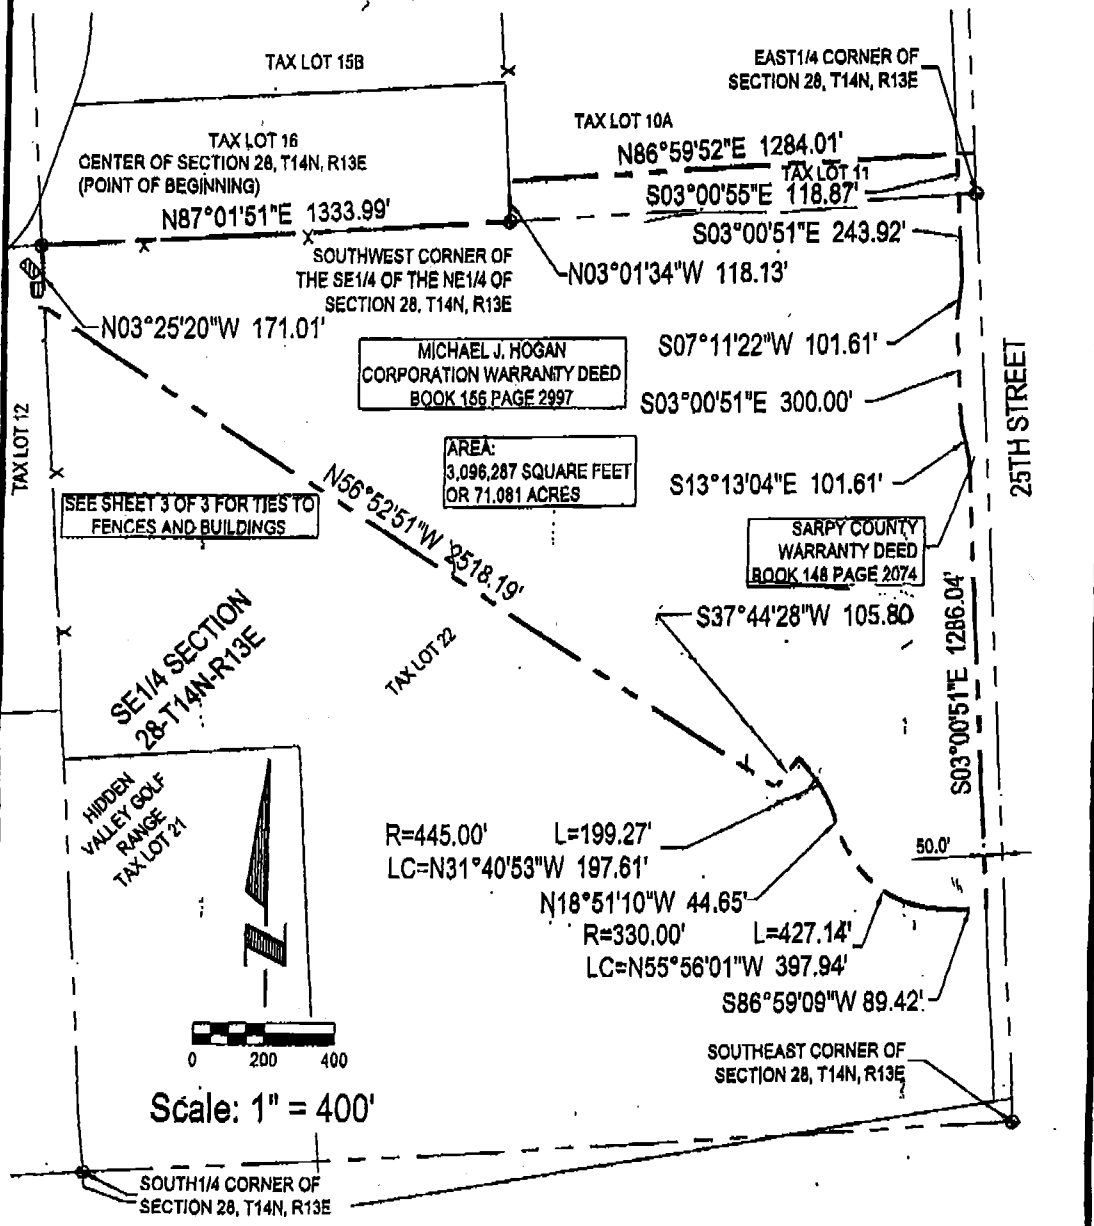 TAX LOT 15B
EAST1/4 CORNER OF
SECTION 28, T14N, R13E
TAX LOT 10A
TAX LOT 16
CENTER OF SECTION 28, T14N, R13E
(POINT OF BEGINNING)
N86°59'52"E 1284.01'
TAX LOT 11
S03°00'55"E 118.87'
N87°01'51"E 1333.99'
S03°00'51"E 243.92'
SOUTHWEST CORNER OF
THE SE1/4 OF THE NE1/4 OF
SECTION 28, T14N, R13E
N03°01'34"W 118.13'
N03°25'20"W 171.01'
MICHAEL J. HOGAN
CORPORATION WARRANTY DEED
BOOK 156 PAGE 2997
S07°11'22"W 101.61'
S03°00'51"E 300.00'
25TH STREET
TAX LOT 12
AREA:
3,096,287 SQUARE FEET
OR 71.081 ACRES
S13°13'04"E 101.61'
SEE SHEET 3 OF 3 FOR TIES TO
FENCES AND BUILDINGS
N56°52'51"W 2518.19'
SARPY COUNTY
WARRANTY DEED
BOOK 148 PAGE 2074
S37°44'28"W 105.80
S03°00'51"E 1286.04'
SE1/4 SECTION
28-T14N-R13E
TAX LOT 22
HIDDEN
VALLEY GOLF
RANGE
TAX LOT 21
R=445.00' L=199.27'
LC=N31°40'53"W 197.61'
50.0'
N18°51'10"W 44.65'
R=330.00' L=427.14'
LC=N55°56'01"W 397.94'
S86°59'09"W 89.42'
0 200 400
Scale: 1" = 400'
SOUTHEAST CORNER OF
SECTION 28, T14N, R13E
SOUTH1/4 CORNER OF
SECTION 28, T14N, R13E